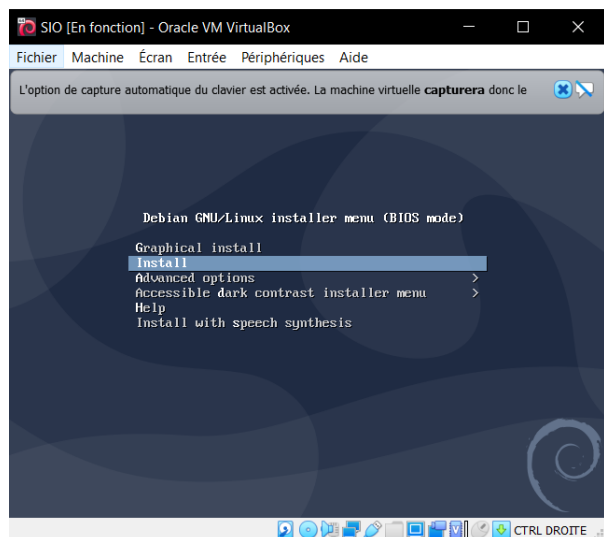 SIO [En fonction] - Oracle VM VirtualBox
Fichier Machine Écran Entrée Périphériques Aide
L'option de capture automatique du clavier est activée. La machine virtuelle capturera donc le
Debian GNU/Linux installer menu (BIOS mode)
Graphical install
Install
Advanced options >
Accessible dark contrast installer menu >
Help
Install with speech synthesis
CTRL DROITE